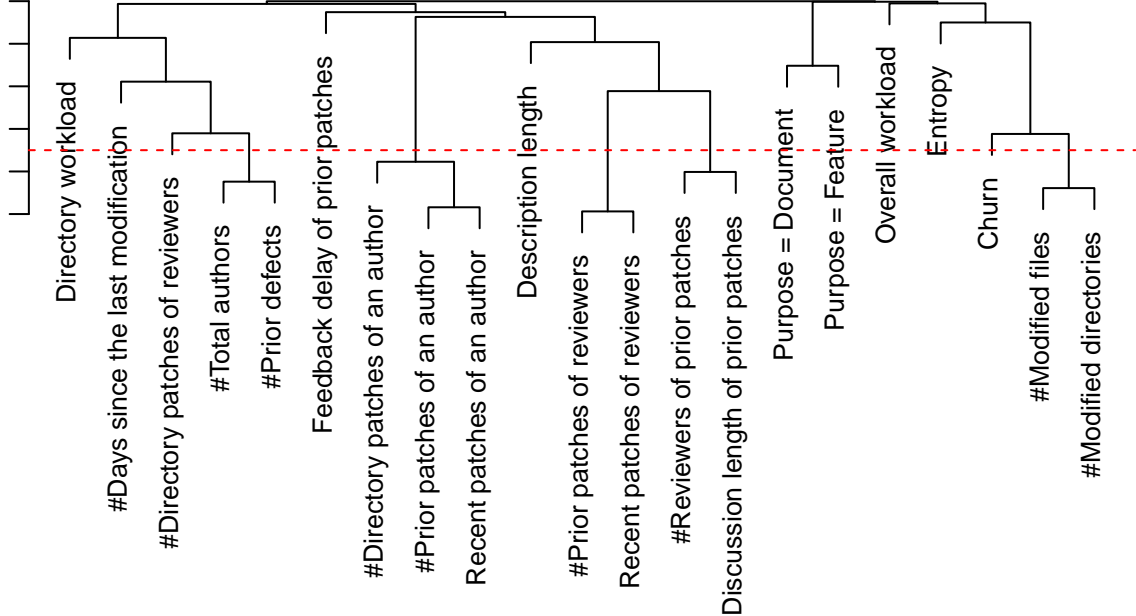 Directory workload
#Days since the last modification
#Directory patches of reviewers
#Total authors
#Prior defects
Feedback delay of prior patches
#Directory patches of an author
#Prior patches of an author
Recent patches of an author
Description length
#Prior patches of reviewers
Recent patches of reviewers
#Reviewers of prior patches
Discussion length of prior patches
Purpose = Document
Purpose = Feature
Overall workload
Entropy
Churn
#Modified files
#Modified directories